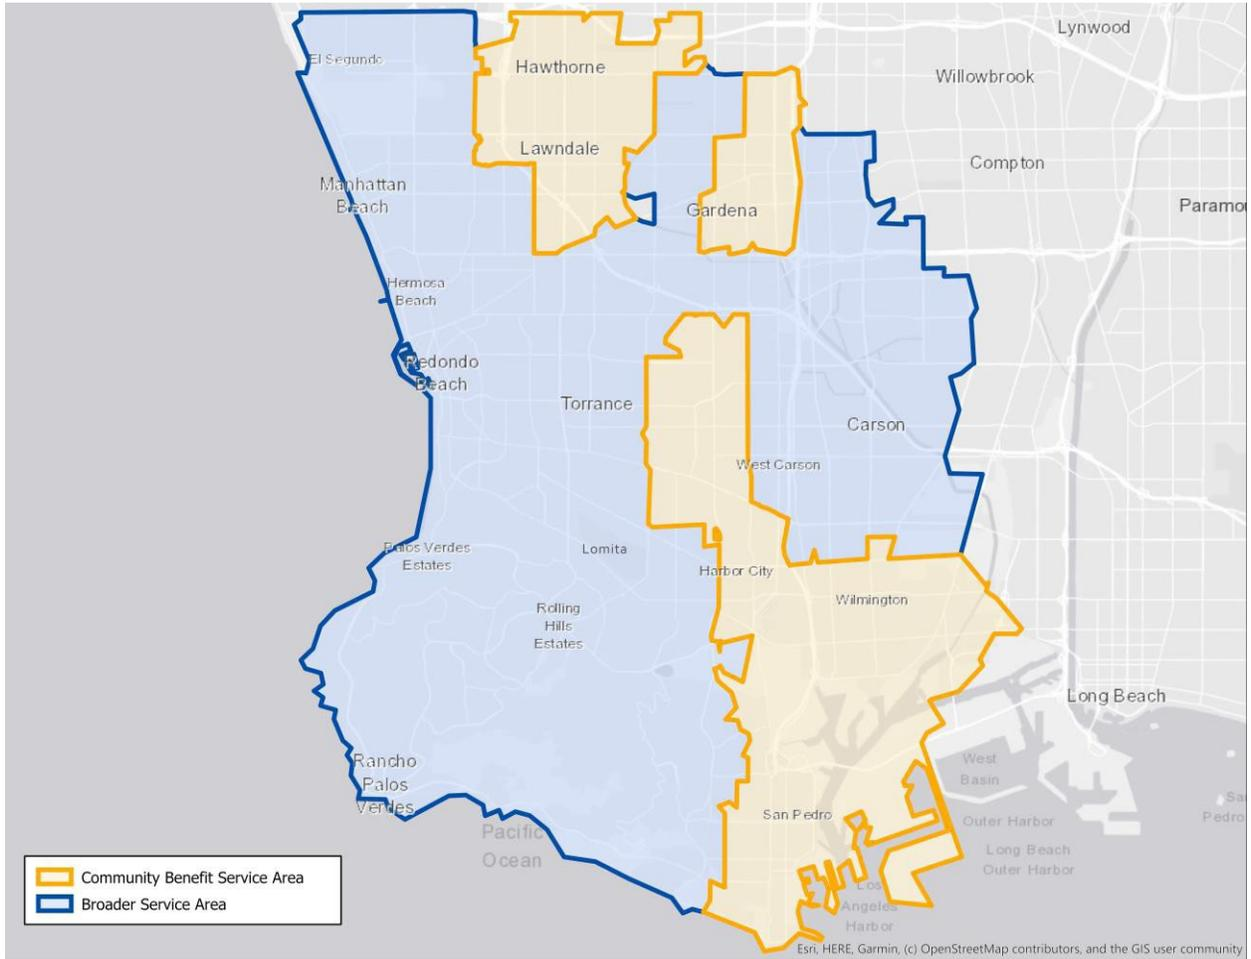 Lynwood
El Segundo
Hawthorne
Willowbrook
Lawndale
Compton
Manhattan
Beach
Gardena
Hermosa
Beach
Redondo
Beach
Torrance
Carson
West Carson
Palos Verdes
Estates
Lomita
Harbor City
Rolling
Hills
Estates
Wilmington
Long Beach
Rancho
Palos
Verdes
West
Basin
San Pedro
Outer Harbor
Pedro
Pacific
Ocean
Long Beach
Outer Harbor
Los
Angeles
Harbor
Community Benefit Service Area
Broader Service Area
Esri, HERE, Garmin, (c) OpenStreetMap contributors, and the GIS user community